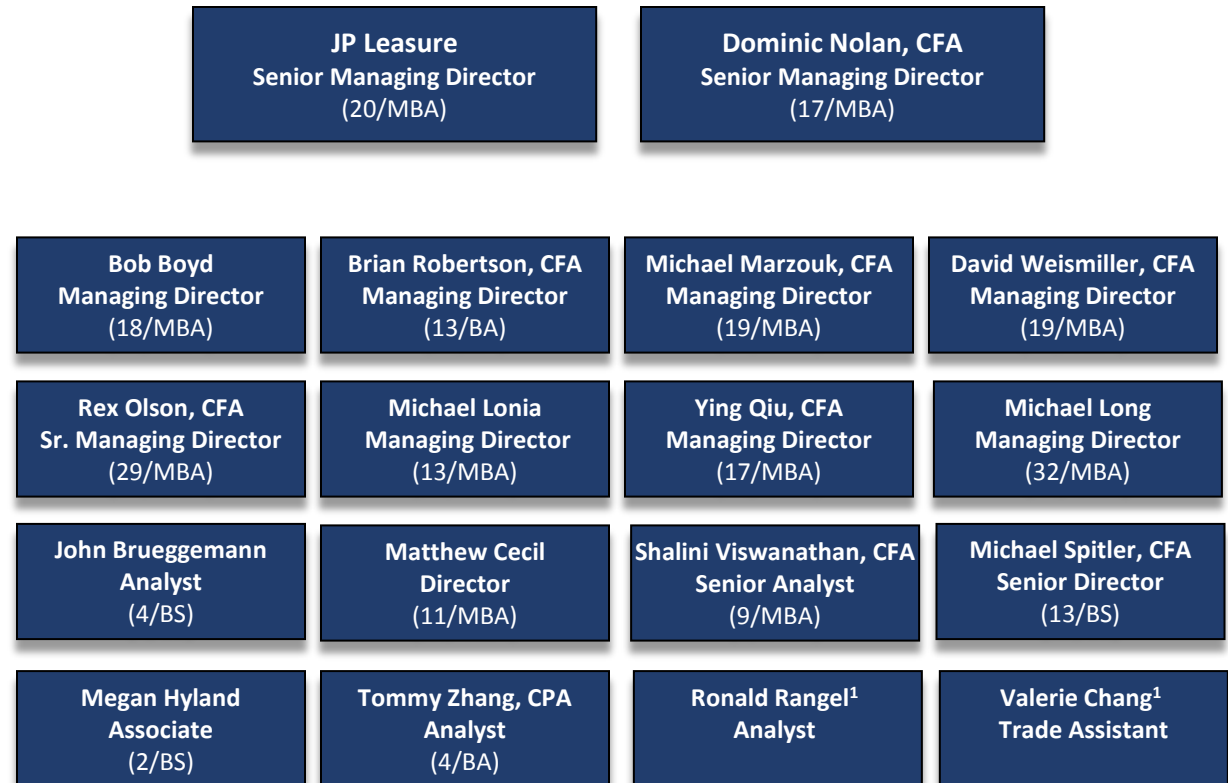 JP Leasure
Senior Managing Director
(20/MBA)
Dominic Nolan, CFA
Senior Managing Director
(17/MBA)
Bob Boyd
Managing Director
(18/MBA)
Brian Robertson, CFA
Managing Director
(13/BA)
Michael Marzouk, CFA
Managing Director
(19/MBA)
David Weismiller, CFA
Managing Director
(19/MBA)
Rex Olson, CFA
Sr. Managing Director
(29/MBA)
Michael Lonia
Managing Director
(13/MBA)
Ying Qiu, CFA
Managing Director
(17/MBA)
Michael Long
Managing Director
(32/MBA)
John Brueggemann
Analyst
(4/BS)
Matthew Cecil
Director
(11/MBA)
Shalini Viswanathan, CFA
Senior Analyst
(9/MBA)
Michael Spitler, CFA
Senior Director
(13/BS)
Megan Hyland
Associate
(2/BS)
Tommy Zhang, CPA
Analyst
(4/BA)
Ronald Rangel¹
Analyst
Valerie Chang¹
Trade Assistant